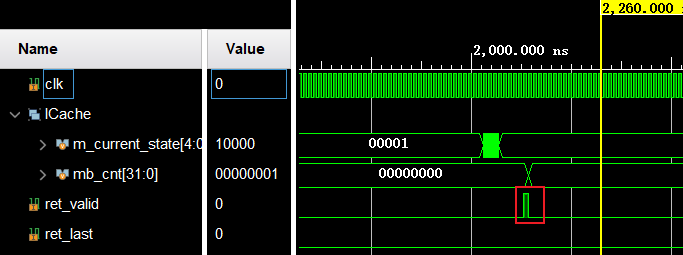 2,260.000 ns
Name
Value
2,000.000 ns
clk
0
ICache
m_current_state[4:0
10000
00001
mb_cnt[31:0]
00000001
00000000
ret_valid
0
ret_last
0